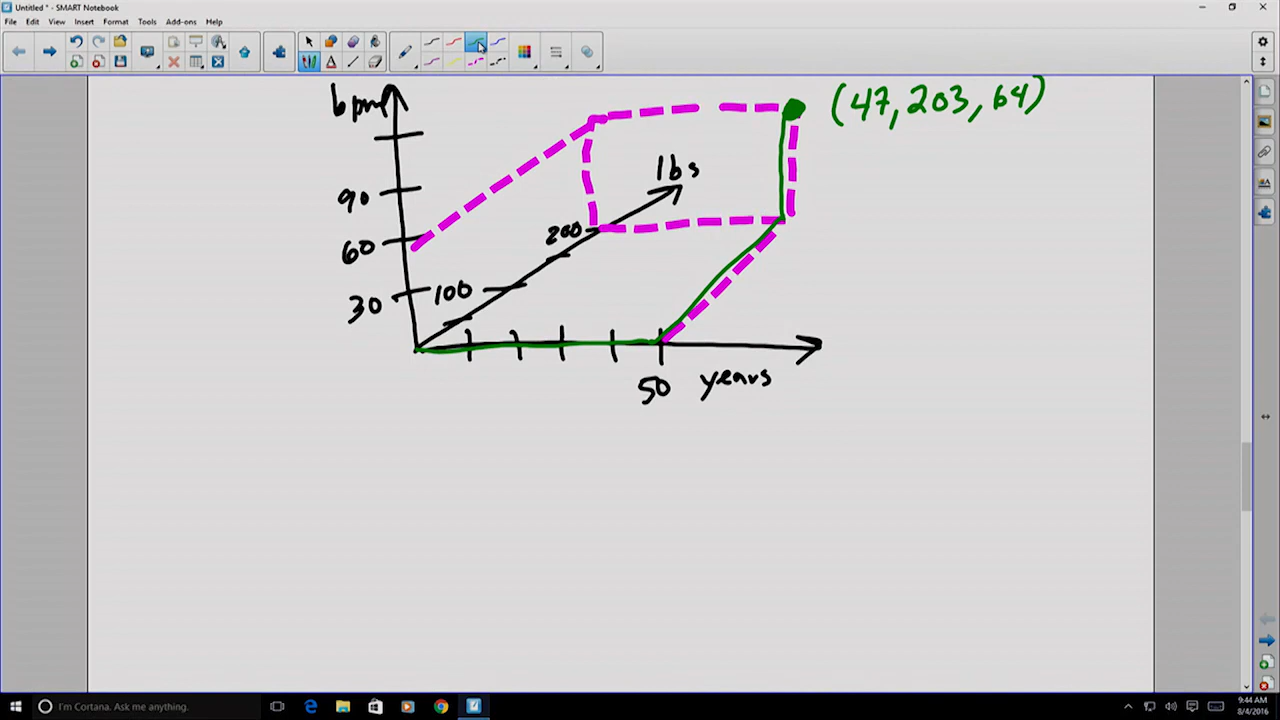 Untitled * - SMART Notebook
File Edit View Insert Format Tools Add-ons Help
bpm
(47, 203, 64)
lbs
90
200
60
100
30
50 years
I'm Cortana. Ask me anything.
9:44 AM
8/4/2016